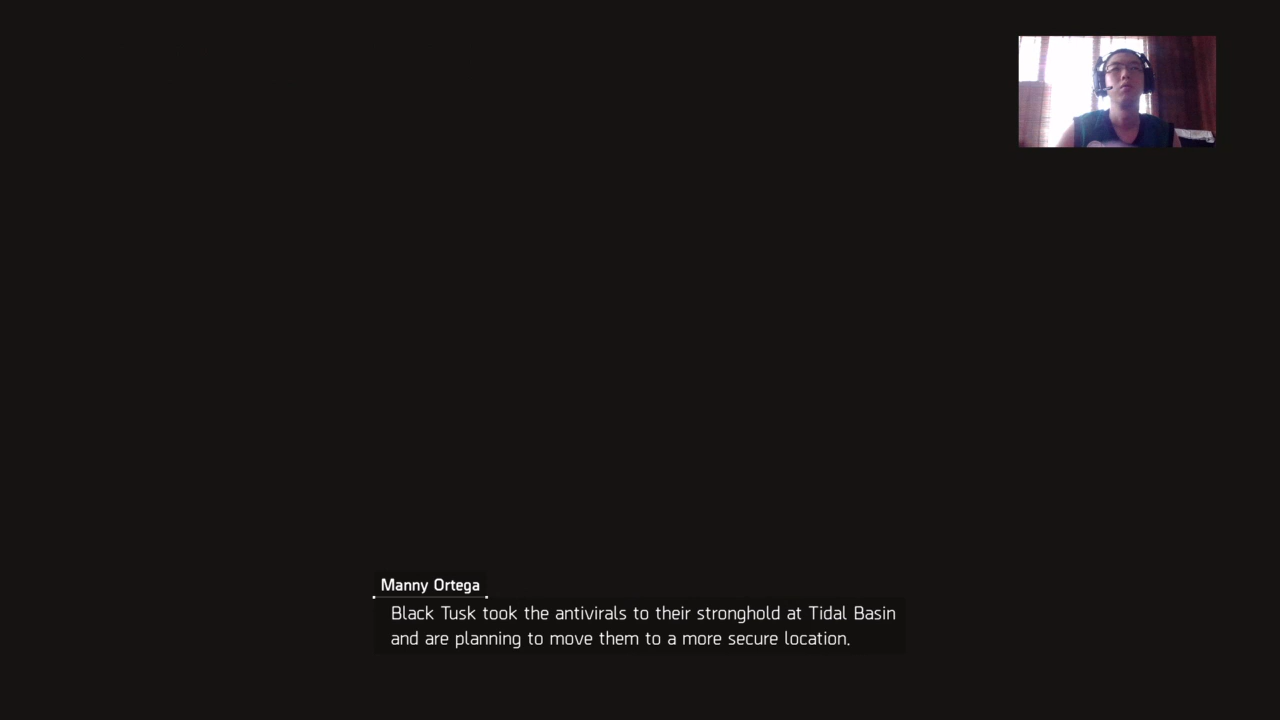 Manny Ortega
Black Tusk took the antivirals to their stronghold at Tidal Basin
and are planning to move them to a more secure location.